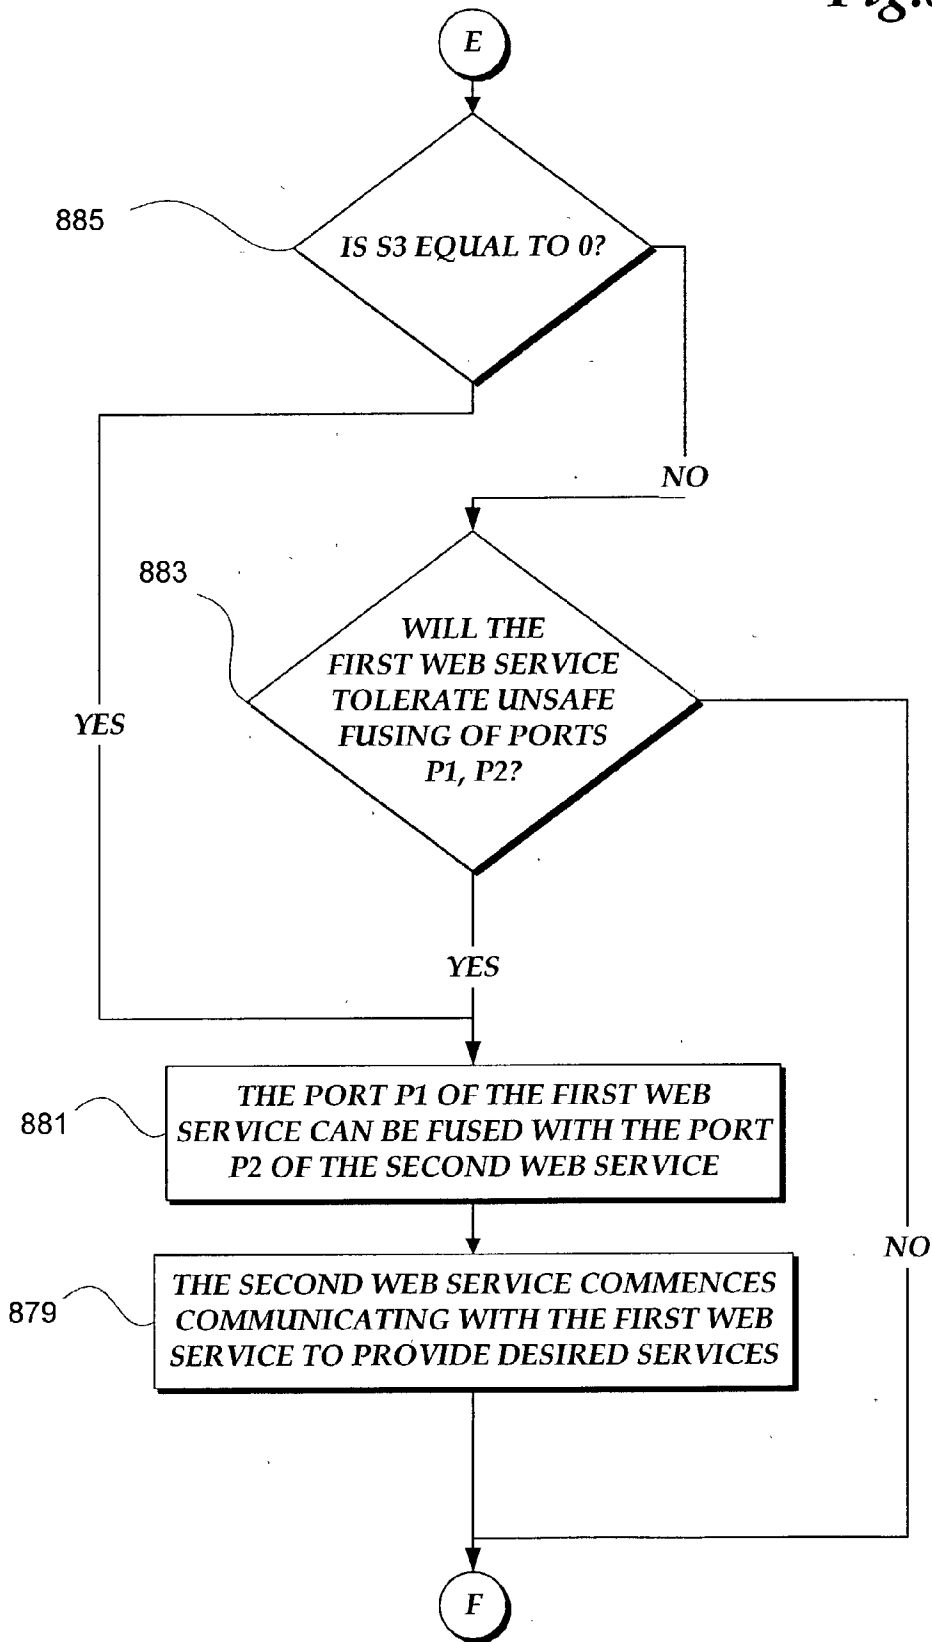 E
885
IS S3 EQUAL TO 0?
NO
883
WILL THE
FIRST WEB SERVICE
TOLERATE UNSAFE
FUSING OF PORTS
P1, P2?
YES
YES
881
THE PORT P1 OF THE FIRST WEB
SERVICE CAN BE FUSED WITH THE PORT
P2 OF THE SECOND WEB SERVICE
NO
879
THE SECOND WEB SERVICE COMMENCES
COMMUNICATING WITH THE FIRST WEB
SERVICE TO PROVIDE DESIRED SERVICES
F